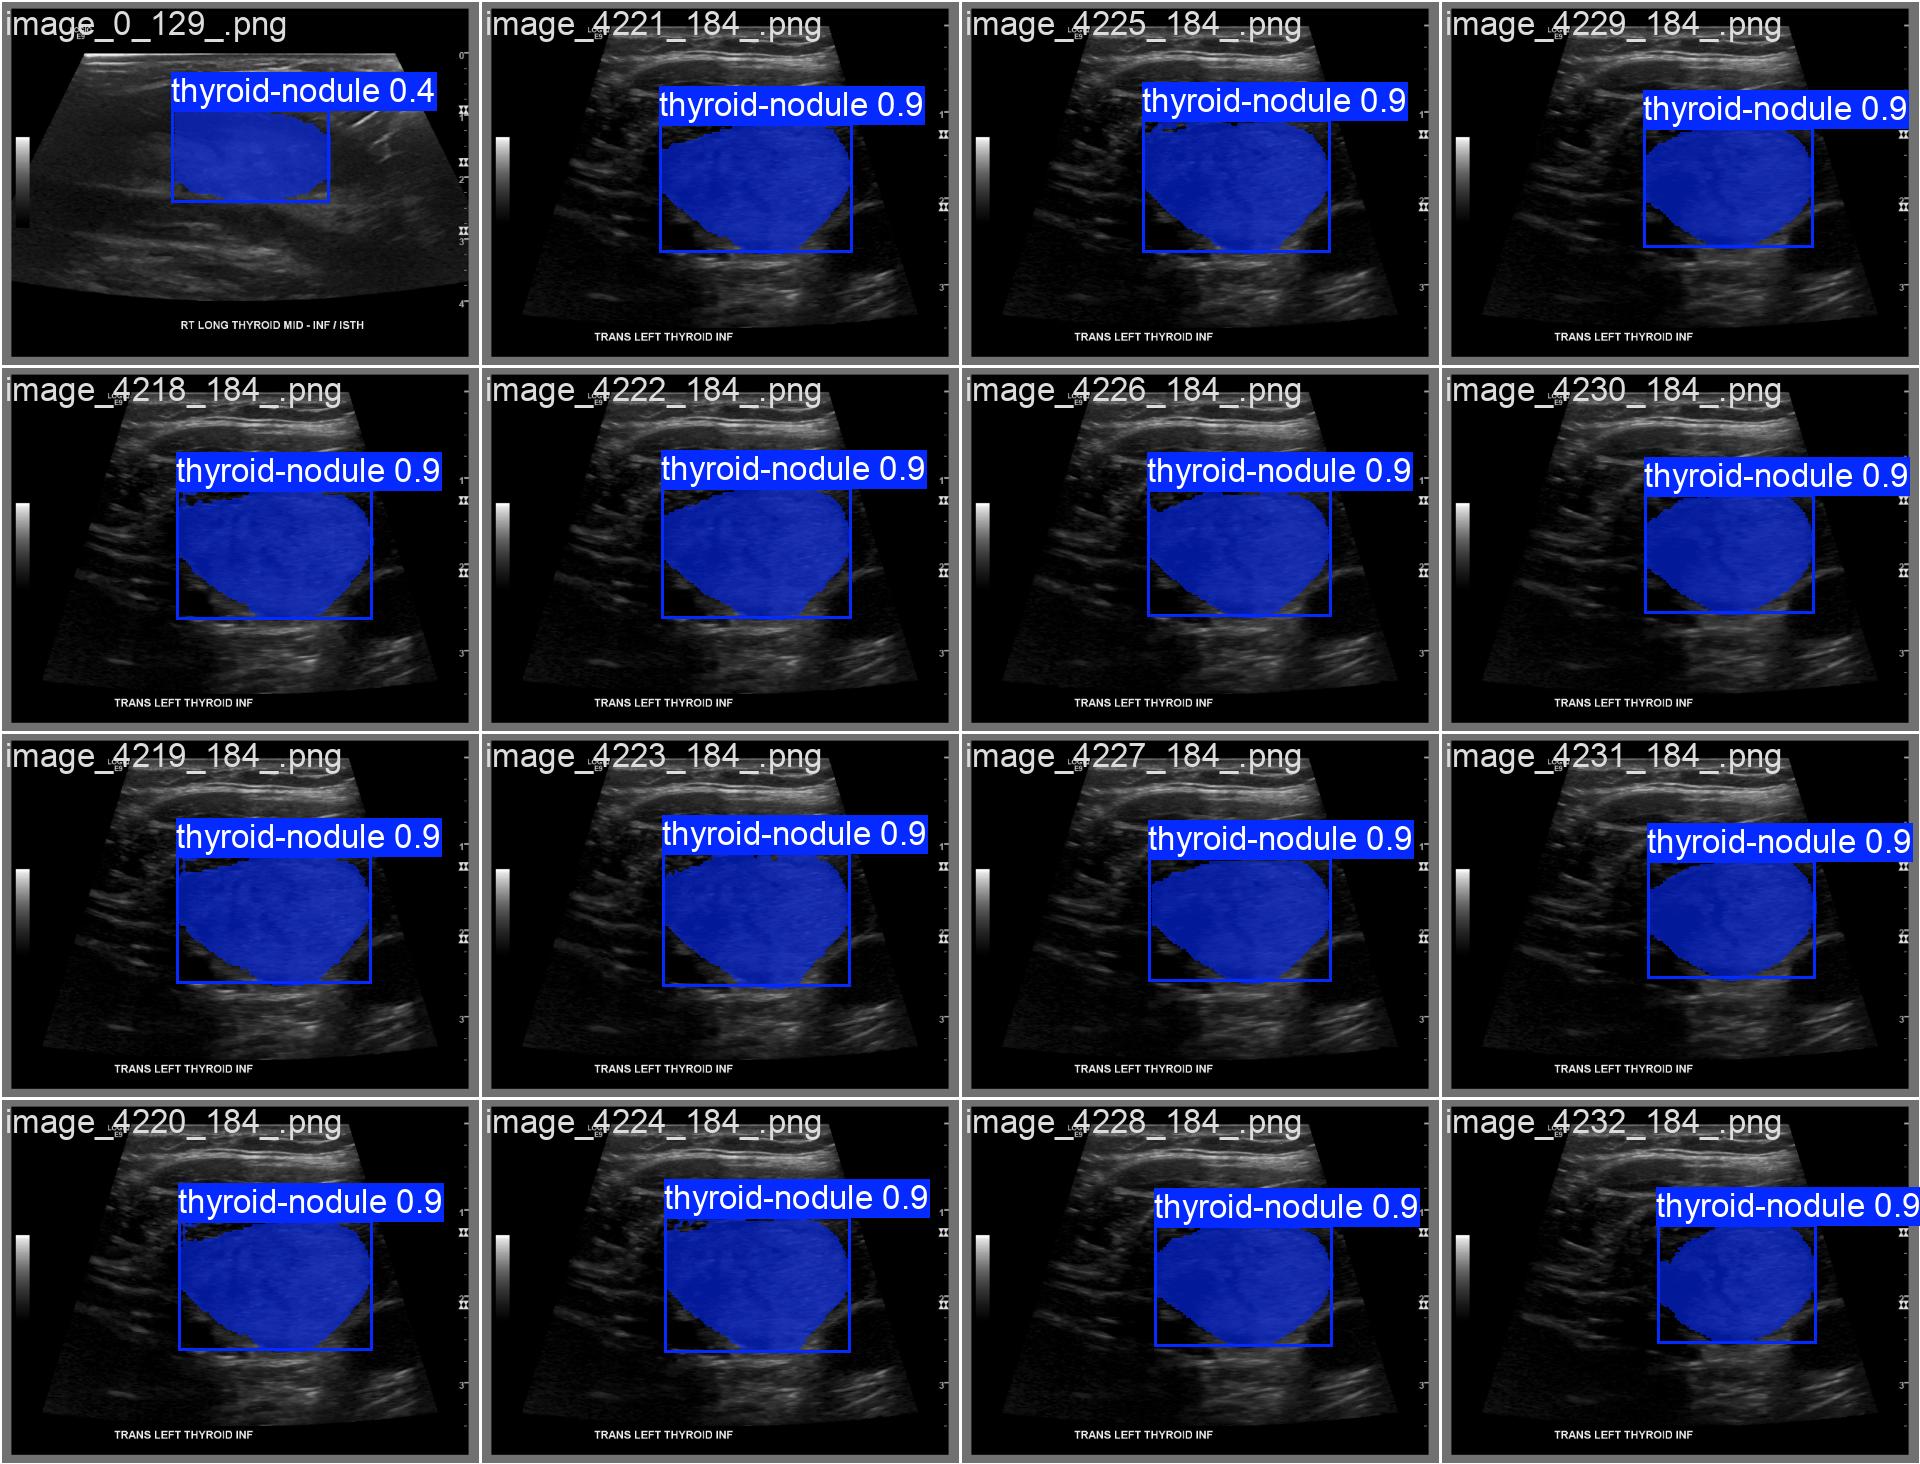 image_0_129_.png
thyroid-nodule 0.4
RT LONG THYROID MID - INF / ISTH
image_4221_184_.png
thyroid-nodule 0.9
TRANS LEFT THYROID INF
image_4225_184_.png
thyroid-nodule 0.9
TRANS LEFT THYROID INF
image_4229_184_.png
thyroid-nodule 0.9
TRANS LEFT THYROID INF
image_4218_184_.png
thyroid-nodule 0.9
TRANS LEFT THYROID INF
image_4222_184_.png
thyroid-nodule 0.9
TRANS LEFT THYROID INF
image_4226_184_.png
thyroid-nodule 0.9
TRANS LEFT THYROID INF
image_4230_184_.png
thyroid-nodule 0.9
TRANS LEFT THYROID INF
image_4219_184_.png
thyroid-nodule 0.9
TRANS LEFT THYROID INF
image_4223_184_.png
thyroid-nodule 0.9
TRANS LEFT THYROID INF
image_4227_184_.png
thyroid-nodule 0.9
TRANS LEFT THYROID INF
image_4231_184_.png
thyroid-nodule 0.9
TRANS LEFT THYROID INF
image_4220_184_.png
thyroid-nodule 0.9
TRANS LEFT THYROID INF
image_4224_184_.png
thyroid-nodule 0.9
TRANS LEFT THYROID INF
image_4228_184_.png
thyroid-nodule 0.9
TRANS LEFT THYROID INF
image_4232_184_.png
thyroid-nodule 0.9
TRANS LEFT THYROID INF